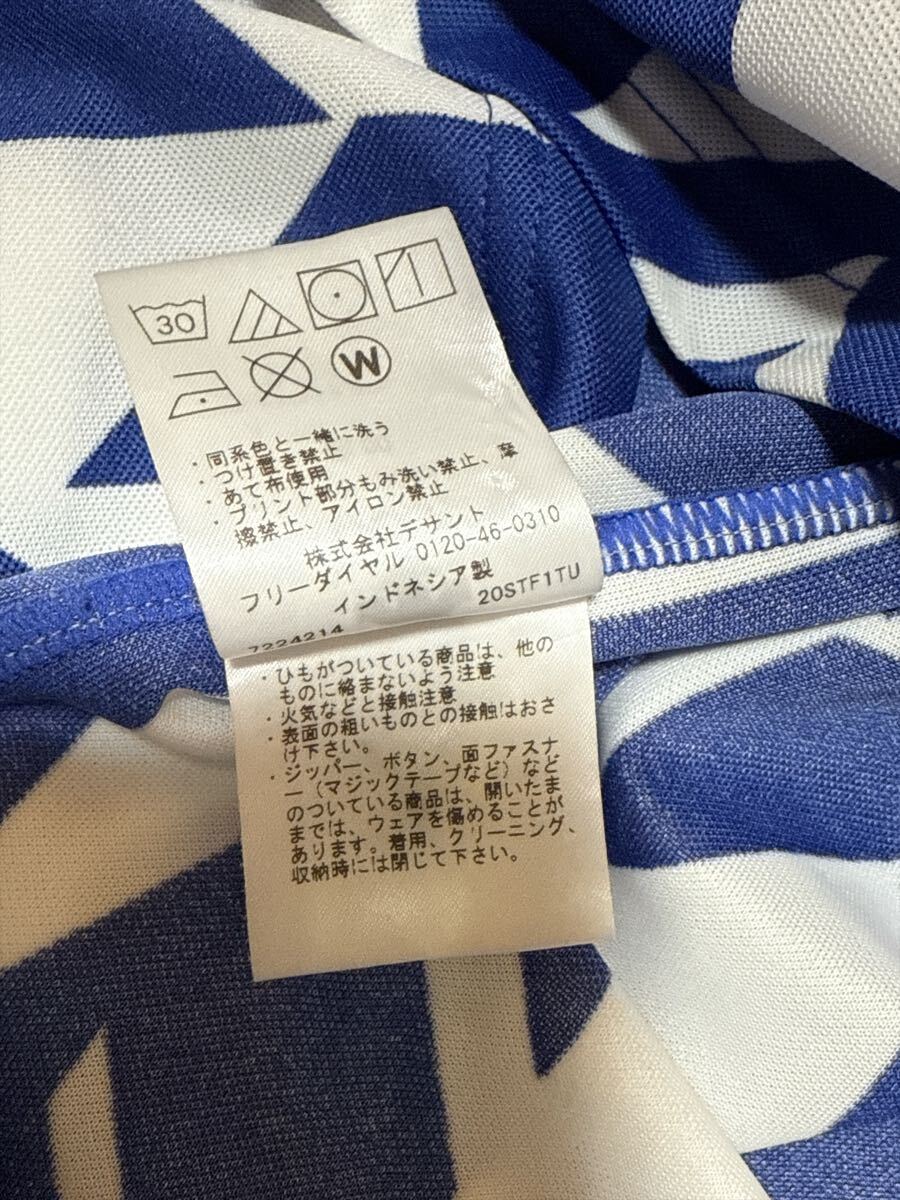 30
W
・同系色と一緒に洗う
・つけ置き禁止
・あて布使用
・プリント部分もみ洗い禁止、摩
擦禁止、アイロン禁止
株式会社デサント
フリーダイヤル 0120-46-0310
インドネシア製
20STF1TU
7224214
・ひもがついている商品は、他の
ものに絡まないよう注意
・火気などと接触注意
・表面の粗いものとの接触はおさ
け下さい。
・ジッパー、ボタン、面ファスナ
ー（マジックテープなど）など
のついている商品は、開いたま
までは、ウェアを傷めることが
あります。着用、クリーニング、
収納時には閉じて下さい。